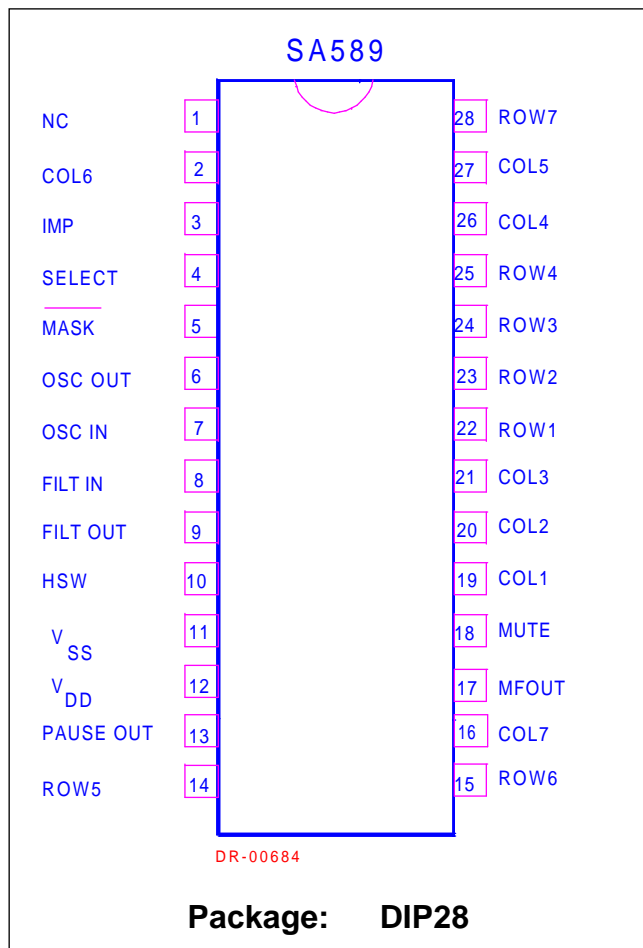 SA589
NC 1 28 ROW7
COL6 2 27 COL5
IMP 3 26 COL4
SELECT 4 25 ROW4
MASK 5 24 ROW3
OSC OUT 6 23 ROW2
OSC IN 7 22 ROW1
FILT IN 8 21 COL3
FILT OUT 9 20 COL2
HSW 10 19 COL1
VSS 11 18 MUTE
VDD 12 17 MFOUT
PAUSE OUT 13 16 COL7
ROW5 14 15 ROW6
DR-00684
Package: DIP28